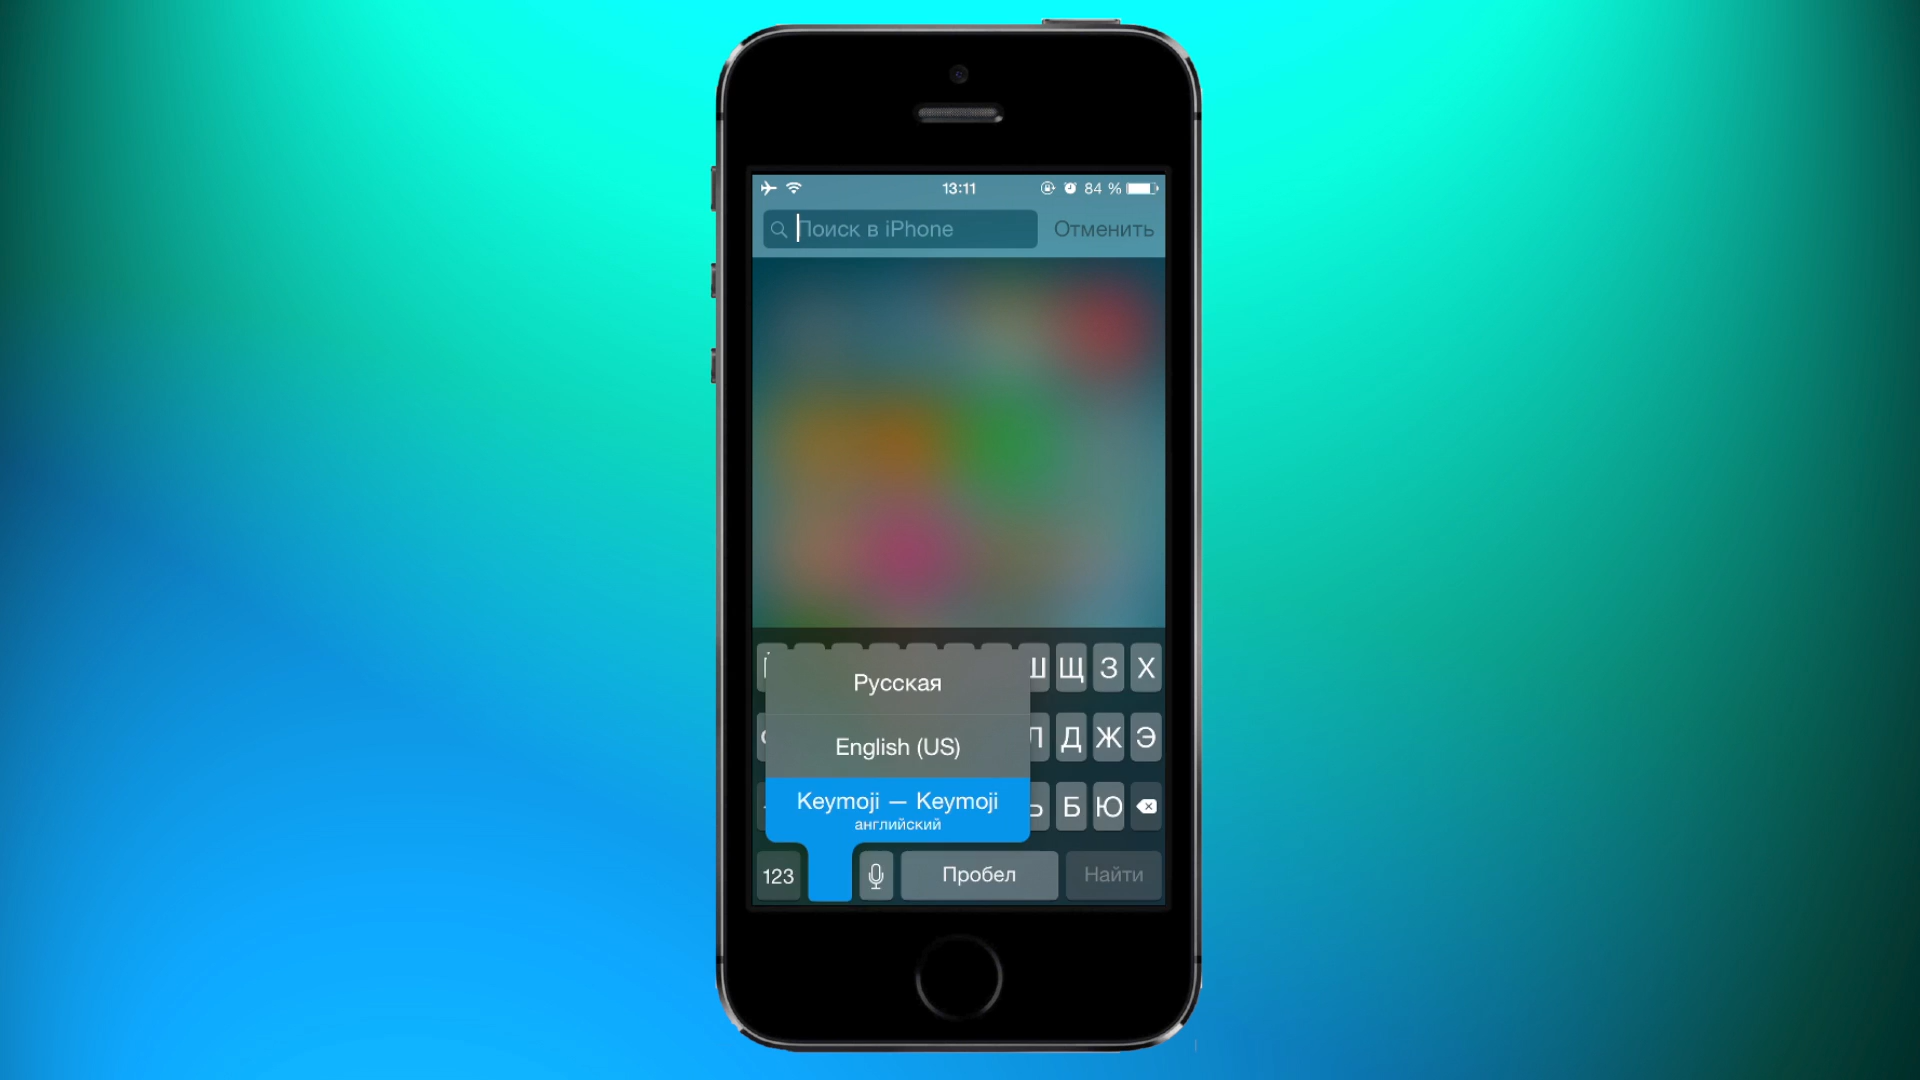 13:11 84 %
Поиск в iPhone Отменить
Русская
English (US)
Keymoji — Keymoji
английский
Ш Щ З Х
Л Д Ж Э
Ь Б Ю
123 Пробел Найти